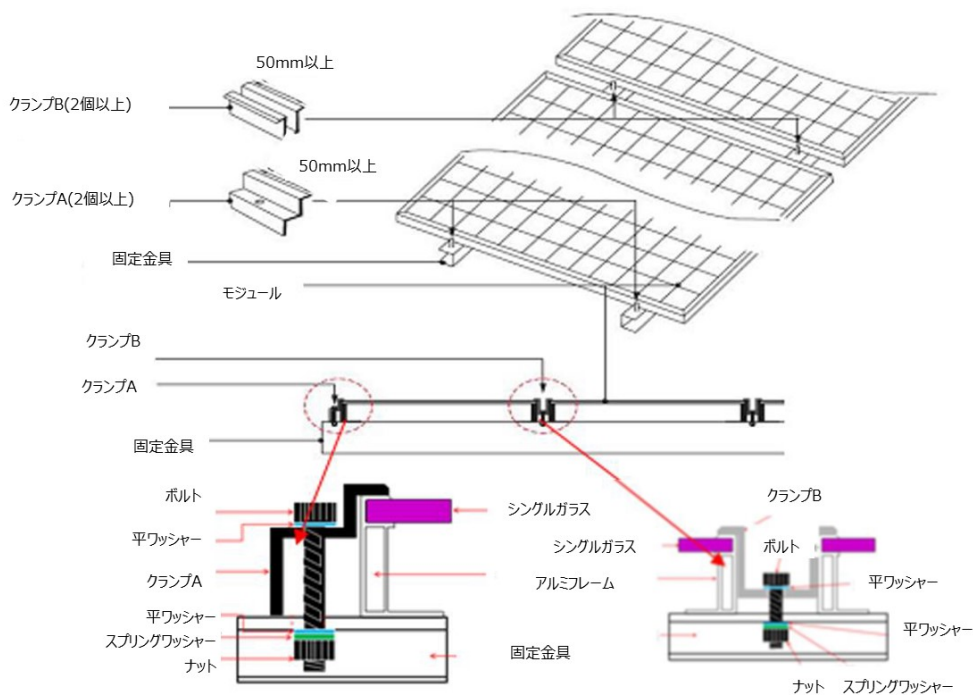 50mm以上
クランプB(2個以上)
50mm以上
クランプA(2個以上)
固定金具
モジュール
クランプB
クランプA
固定金具
ボルト
平ワッシャー
クランプA
平ワッシャー
スプリングワッシャー
ナット
シングルガラス
アルミフレーム
固定金具
クランプB
シングルガラス
ボルト
平ワッシャー
平ワッシャー
ナット
スプリングワッシャー